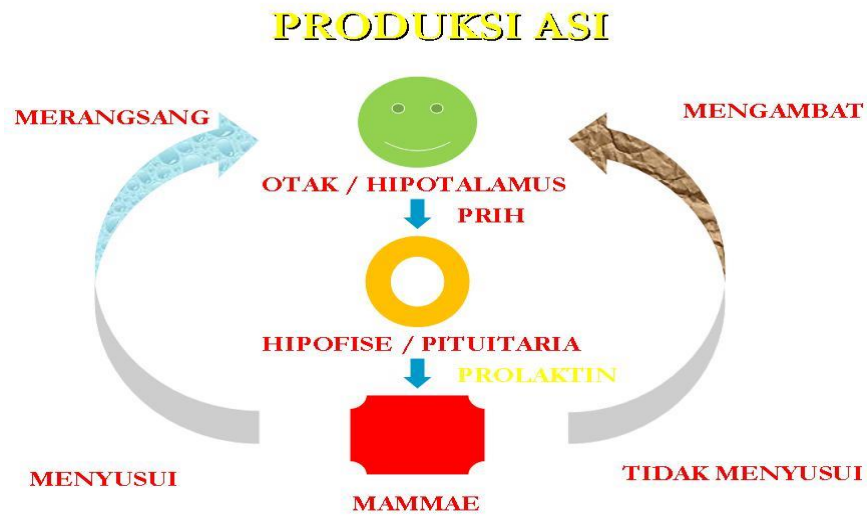 PRODUKSI ASI
MERANGSANG
MENGAMBAT
OTAK / HIPOTALAMUS
PRIH
HIPOFISE / PITUITARIA
PROLAKTIN
MENYUSUI
TIDAK MENYUSUI
MAMMAE